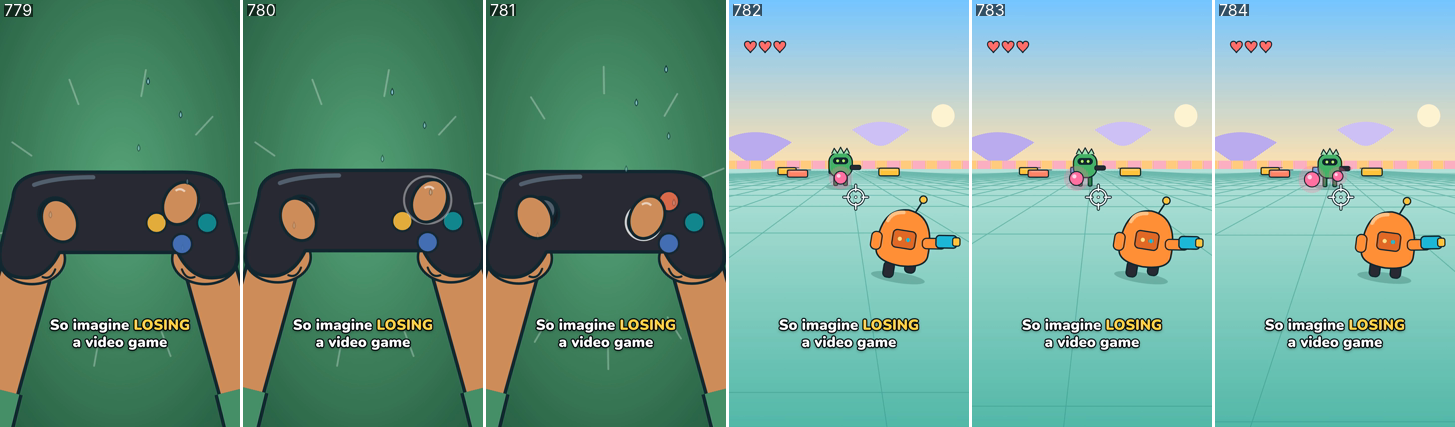 779
So imagine LOSING
a video game
780
So imagine LOSING
a video game
781
So imagine LOSING
a video game
782
So imagine LOSING
a video game
783
So imagine LOSING
a video game
784
So imagine LOSING
a video game